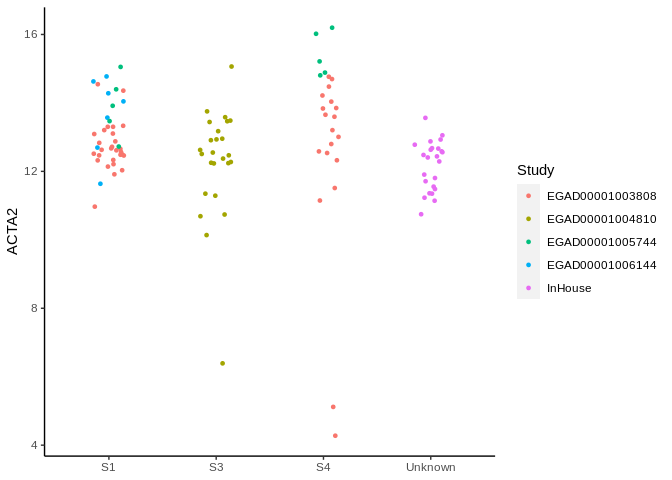 ACTA2
16
12
8
4
S1
S3
S4
Unknown
Study
EGAD00001003808
EGAD00001004810
EGAD00001005744
EGAD00001006144
InHouse